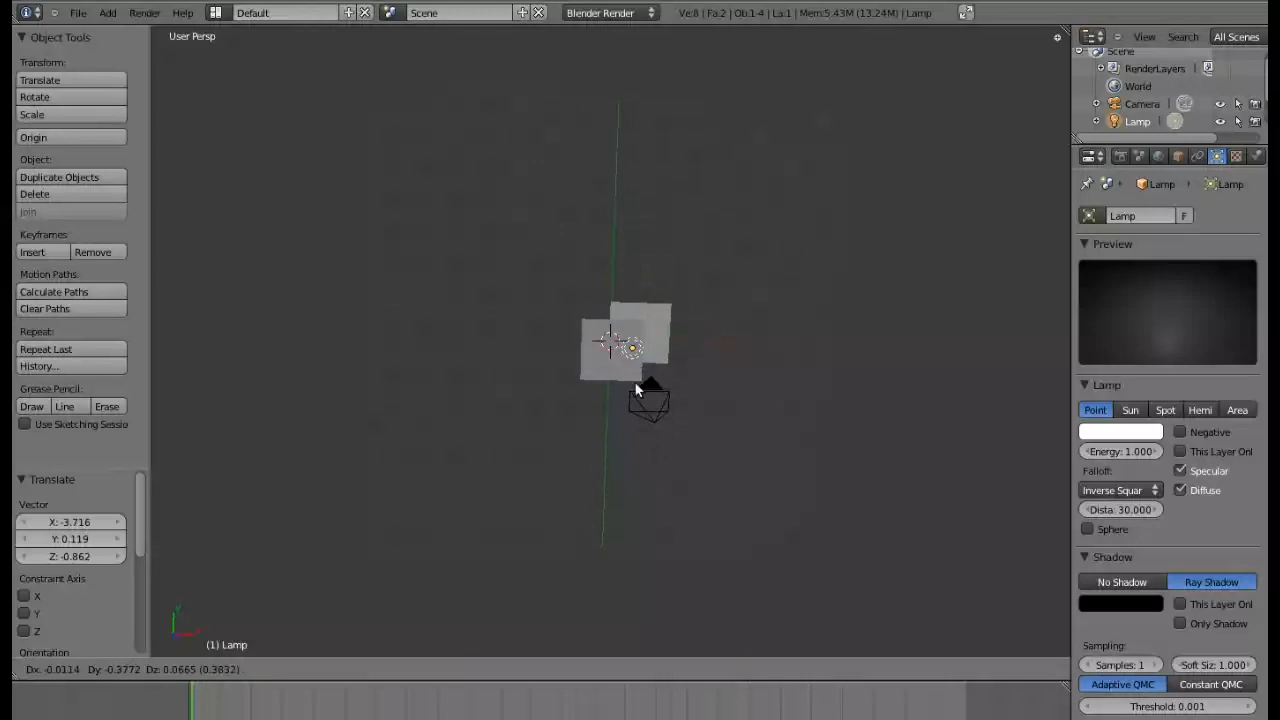 File Add Render Help Default Scene Blender Render Ve:8 | Fa:2 | Ob:1-4 | La:1 | Mem:5.43M (13.24M) | Lamp
Object Tools
Transform:
Translate
Rotate
Scale
Origin
Object:
Duplicate Objects
Delete
Join
Keyframes:
Insert Remove
Motion Paths:
Calculate Paths
Clear Paths
Repeat:
Repeat Last
History...
Grease Pencil:
Draw Line Erase
Use Sketching Sessio
Translate
Vector
X: -3.716
Y: 0.119
Z: -0.862
Constraint Axis
X
Y
Z
Orientation
User Persp
(1) Lamp
Dx: -0.0114 Dy: -0.3772 Dz: 0.0665 (0.3832)
View Search All Scenes
Scene
RenderLayers
World
Camera
Lamp
Lamp Lamp
Lamp F
Preview
Lamp
Point Sun Spot Hemi Area
Negative
Energy: 1.000 This Layer Onl
Falloff: Specular
Inverse Squar Diffuse
Dista: 30.000
Sphere
Shadow
No Shadow Ray Shadow
This Layer Onl
Only Shadow
Sampling:
Samples: 1 Soft Siz: 1.000
Adaptive QMC Constant QMC
Threshold: 0.001